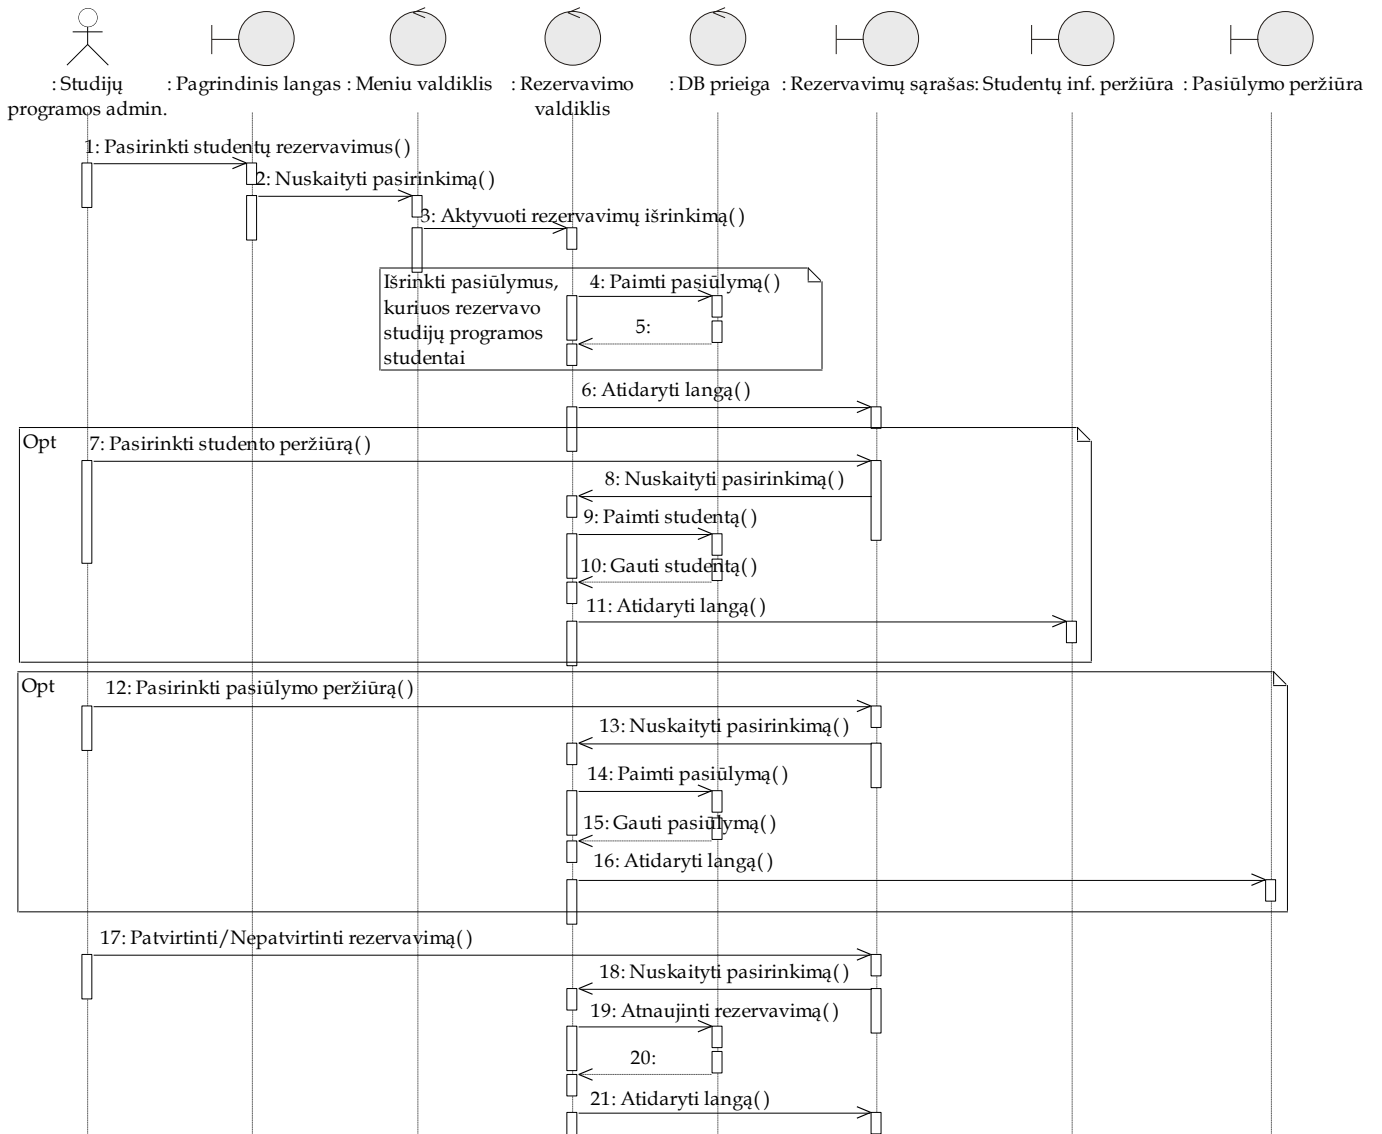 : Studijų programos admin.
: Pagrindinis langas
: Meniu valdiklis
: Rezervavimo valdiklis
: DB prieiga
: Rezervavimų sąrašas
: Studentų inf. peržiūra
: Pasiūlymo peržiūra
1: Pasirinkti studentų rezervavimus( )
2: Nuskaityti pasirinkimą( )
3: Aktyvuoti rezervavimų išrinkimą( )
Išrinkti pasiūlymus,
kuriuos rezervavo
studijų programos
studentai
4: Paimti pasiūlymą( )
5:
6: Atidaryti langą( )
Opt
7: Pasirinkti studento peržiūrą( )
8: Nuskaityti pasirinkimą( )
9: Paimti studentą( )
10: Gauti studentą( )
11: Atidaryti langą( )
Opt
12: Pasirinkti pasiūlymo peržiūrą( )
13: Nuskaityti pasirinkimą( )
14: Paimti pasiūlymą( )
15: Gauti pasiūlymą( )
16: Atidaryti langą( )
17: Patvirtinti/Nepatvirtinti rezervavimą( )
18: Nuskaityti pasirinkimą( )
19: Atnaujinti rezervavimą( )
20:
21: Atidaryti langą( )